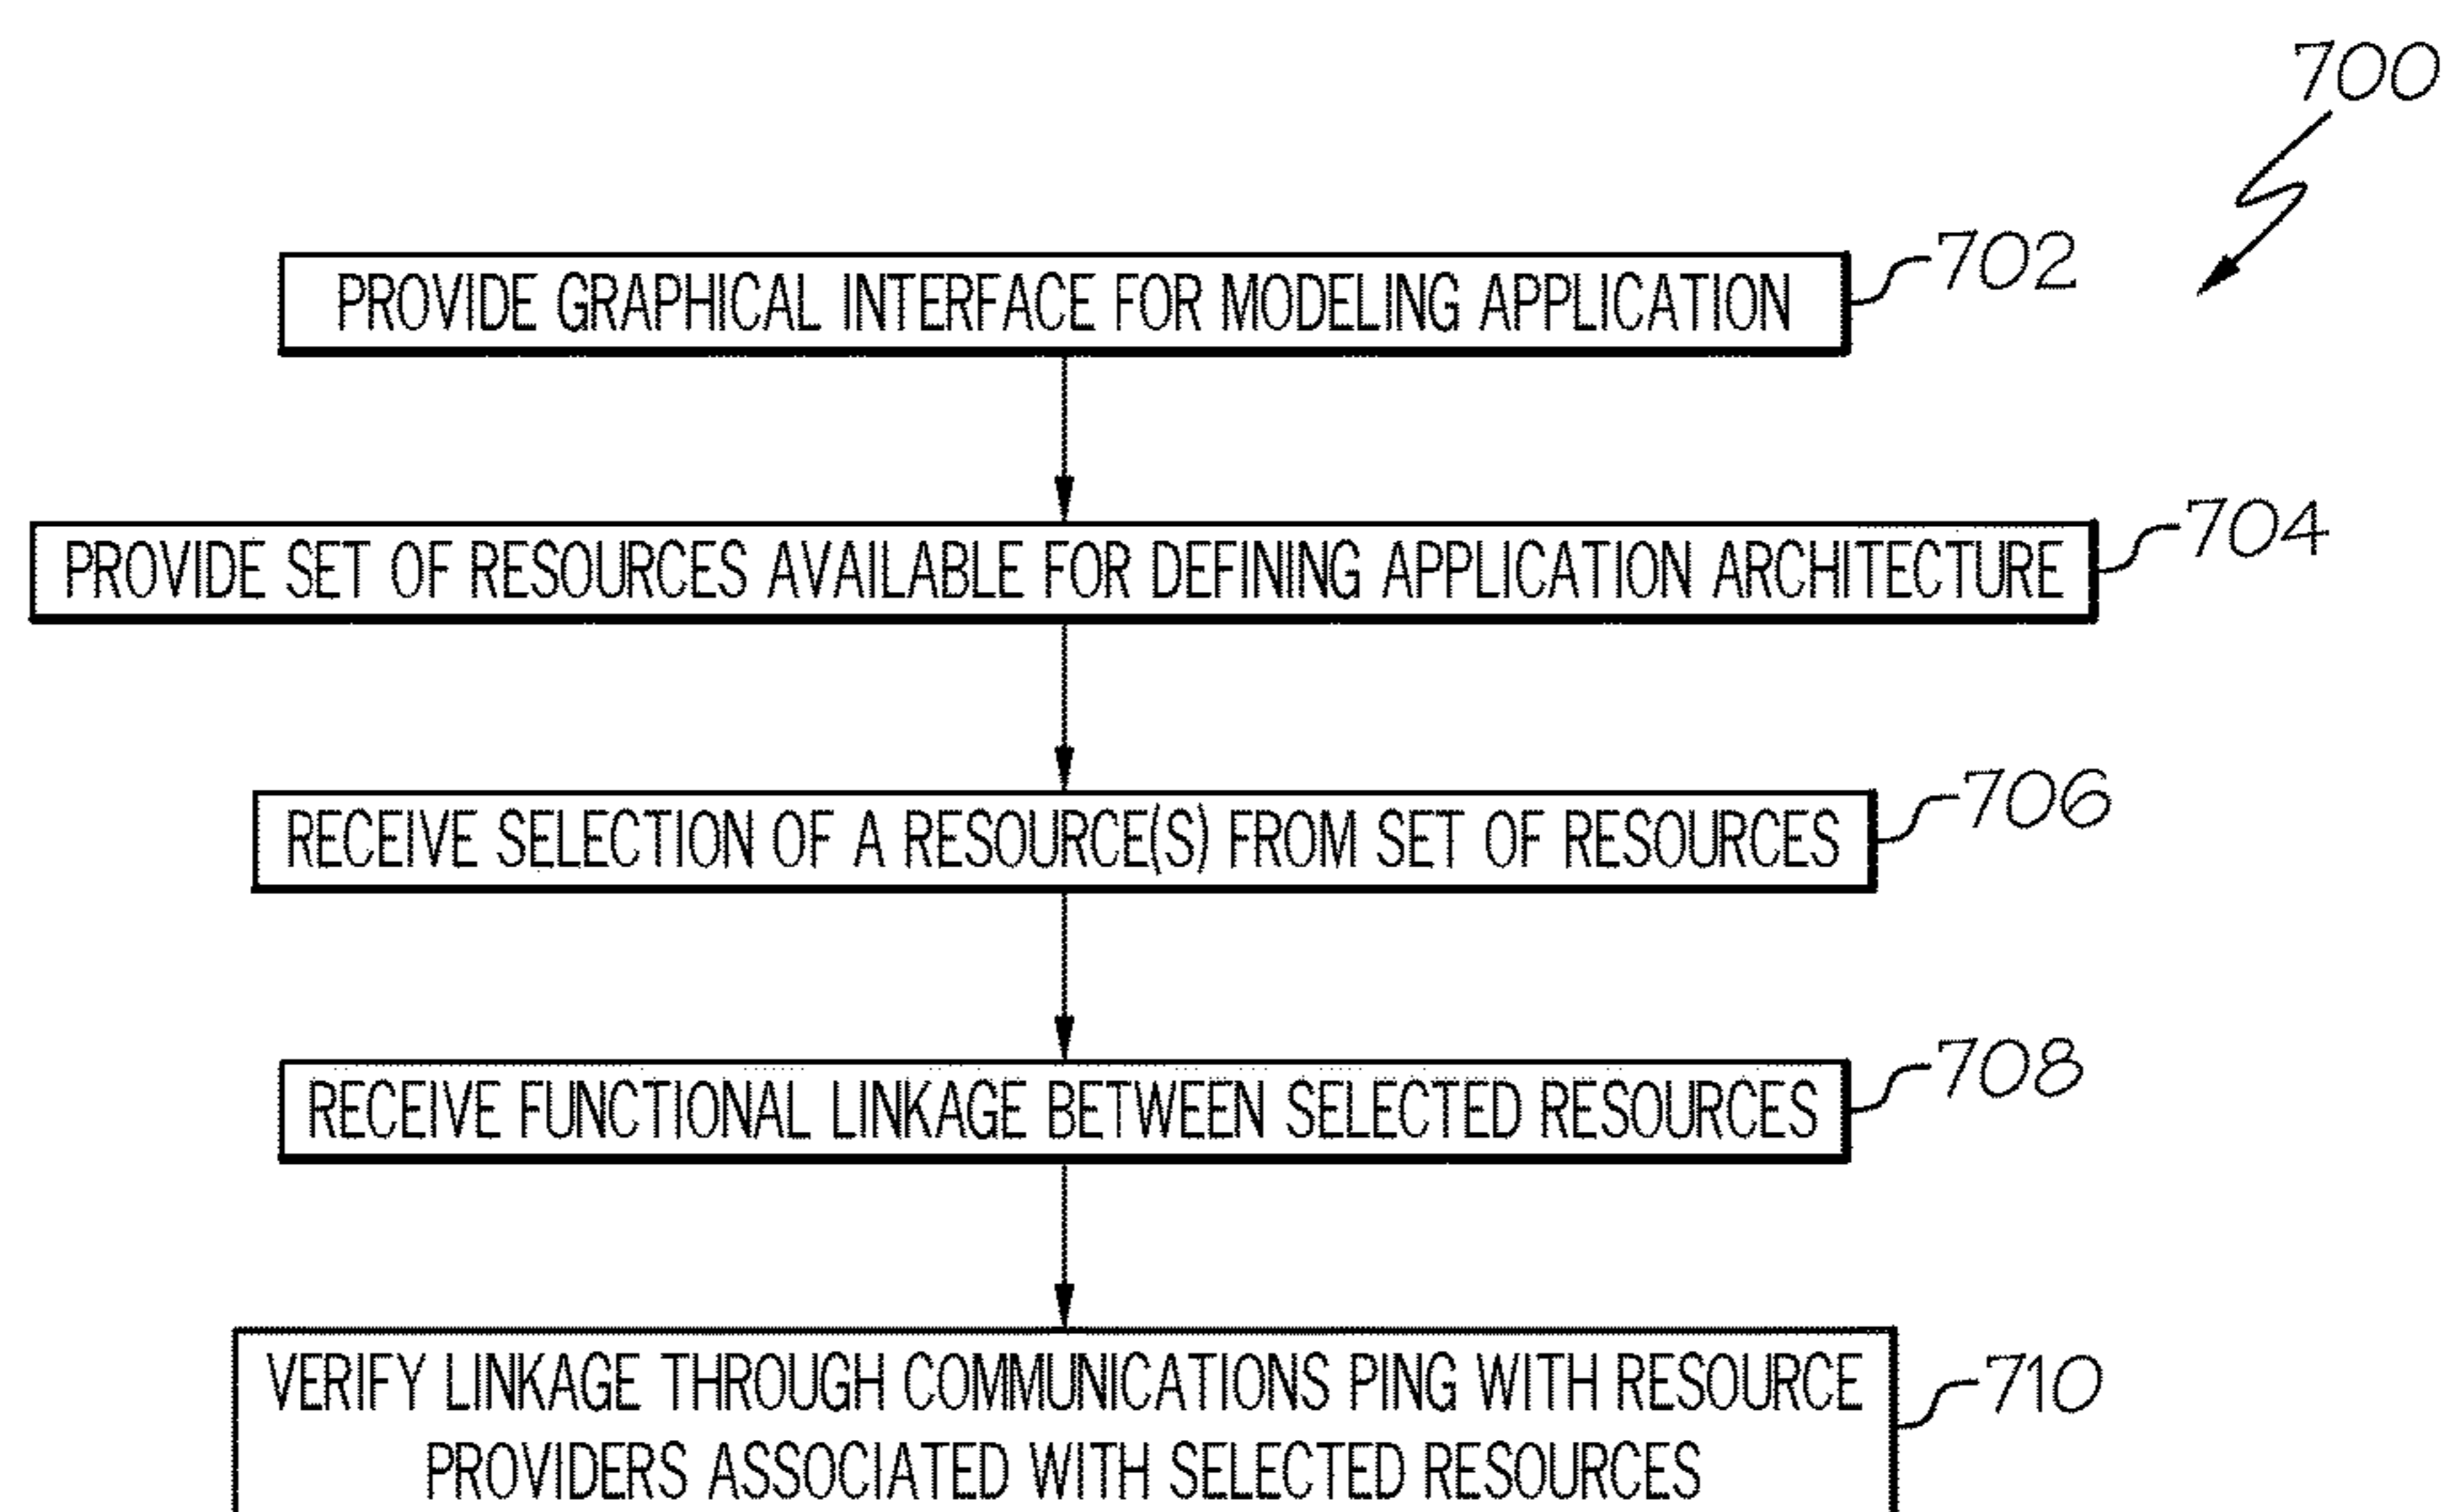 700
PROVIDE GRAPHICAL INTERFACE FOR MODELING APPLICATION
702
PROVIDE SET OF RESOURCES AVAILABLE FOR DEFINING APPLICATION ARCHITECTURE
704
RECEIVE SELECTION OF A RESOURCE(S) FROM SET OF RESOURCES
706
RECEIVE FUNCTIONAL LINKAGE BETWEEN SELECTED RESOURCES
708
VERIFY LINKAGE THROUGH COMMUNICATIONS PING WITH RESOURCE
PROVIDERS ASSOCIATED WITH SELECTED RESOURCES
710